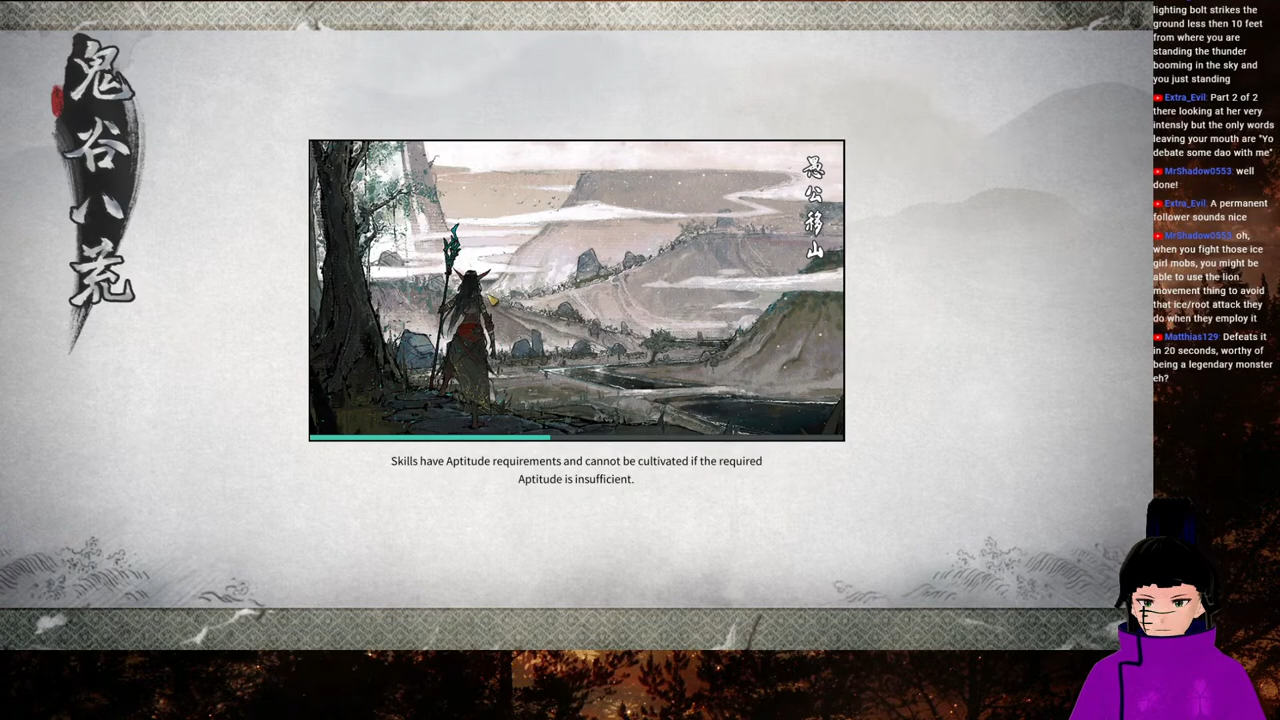 鬼谷八荒
愚公移山
Skills have Aptitude requirements and cannot be cultivated if the required
Aptitude is insufficient.
lighting bolt strikes the
ground less then 10 feet
from where you are
standing the thunder
booming in the sky and
you just standing
Extra_Evil: Part 2 of 2
there looking at her very
intensly but the only words
leaving your mouth are "Yo
debate some dao with me"
MrShadow0553: well
done!
Extra_Evil: A permanent
follower sounds nice
MrShadow0553: oh,
when you fight those ice
girl mobs, you might be
able to use the lion
movement thing to avoid
that ice/root attack they
do when they employ it
Matthias129: Defeats it
in 20 seconds, worthy of
being a legendary monster
eh?